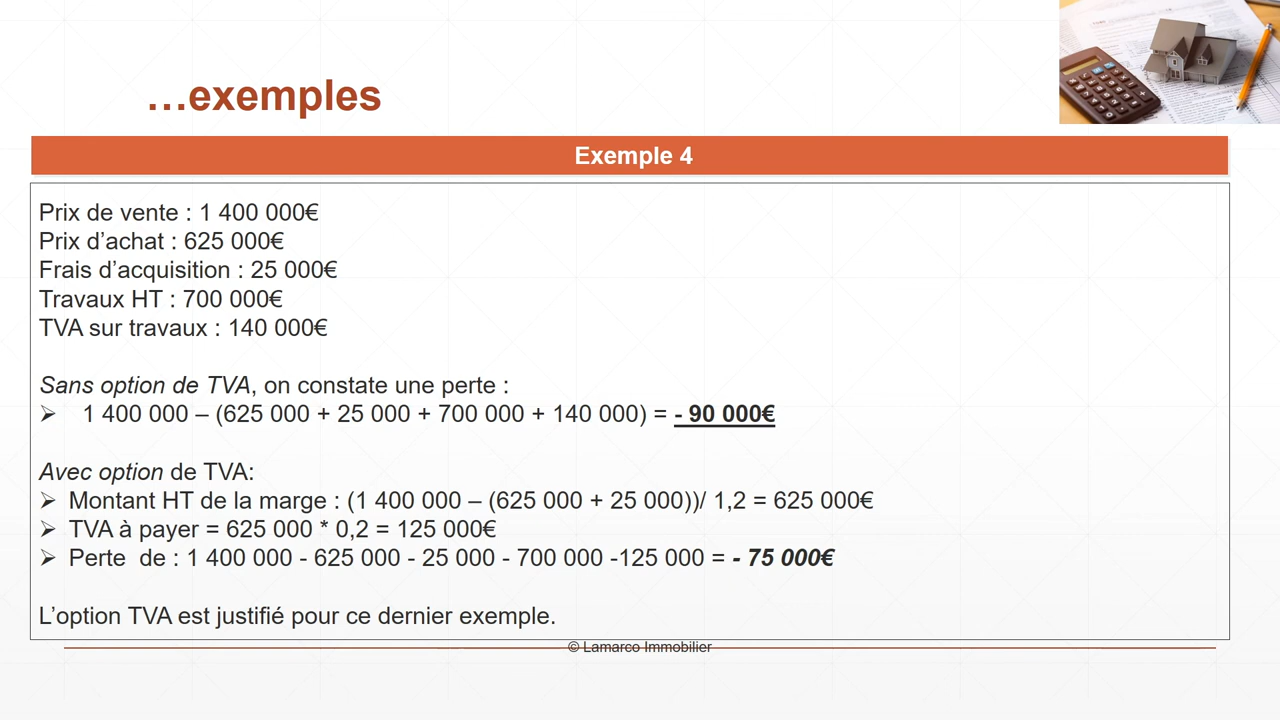 …exemples
Exemple 4
Prix de vente : 1 400 000€
Prix d’achat : 625 000€
Frais d’acquisition : 25 000€
Travaux HT : 700 000€
TVA sur travaux : 140 000€
Sans option de TVA, on constate une perte :
➢ 1 400 000 – (625 000 + 25 000 + 700 000 + 140 000) = - 90 000€
Avec option de TVA:
➢ Montant HT de la marge : (1 400 000 – (625 000 + 25 000))/ 1,2 = 625 000€
➢ TVA à payer = 625 000 * 0,2 = 125 000€
➢ Perte de : 1 400 000 - 625 000 - 25 000 - 700 000 -125 000 = - 75 000€
L’option TVA est justifié pour ce dernier exemple.
© Lamarco Immobilier